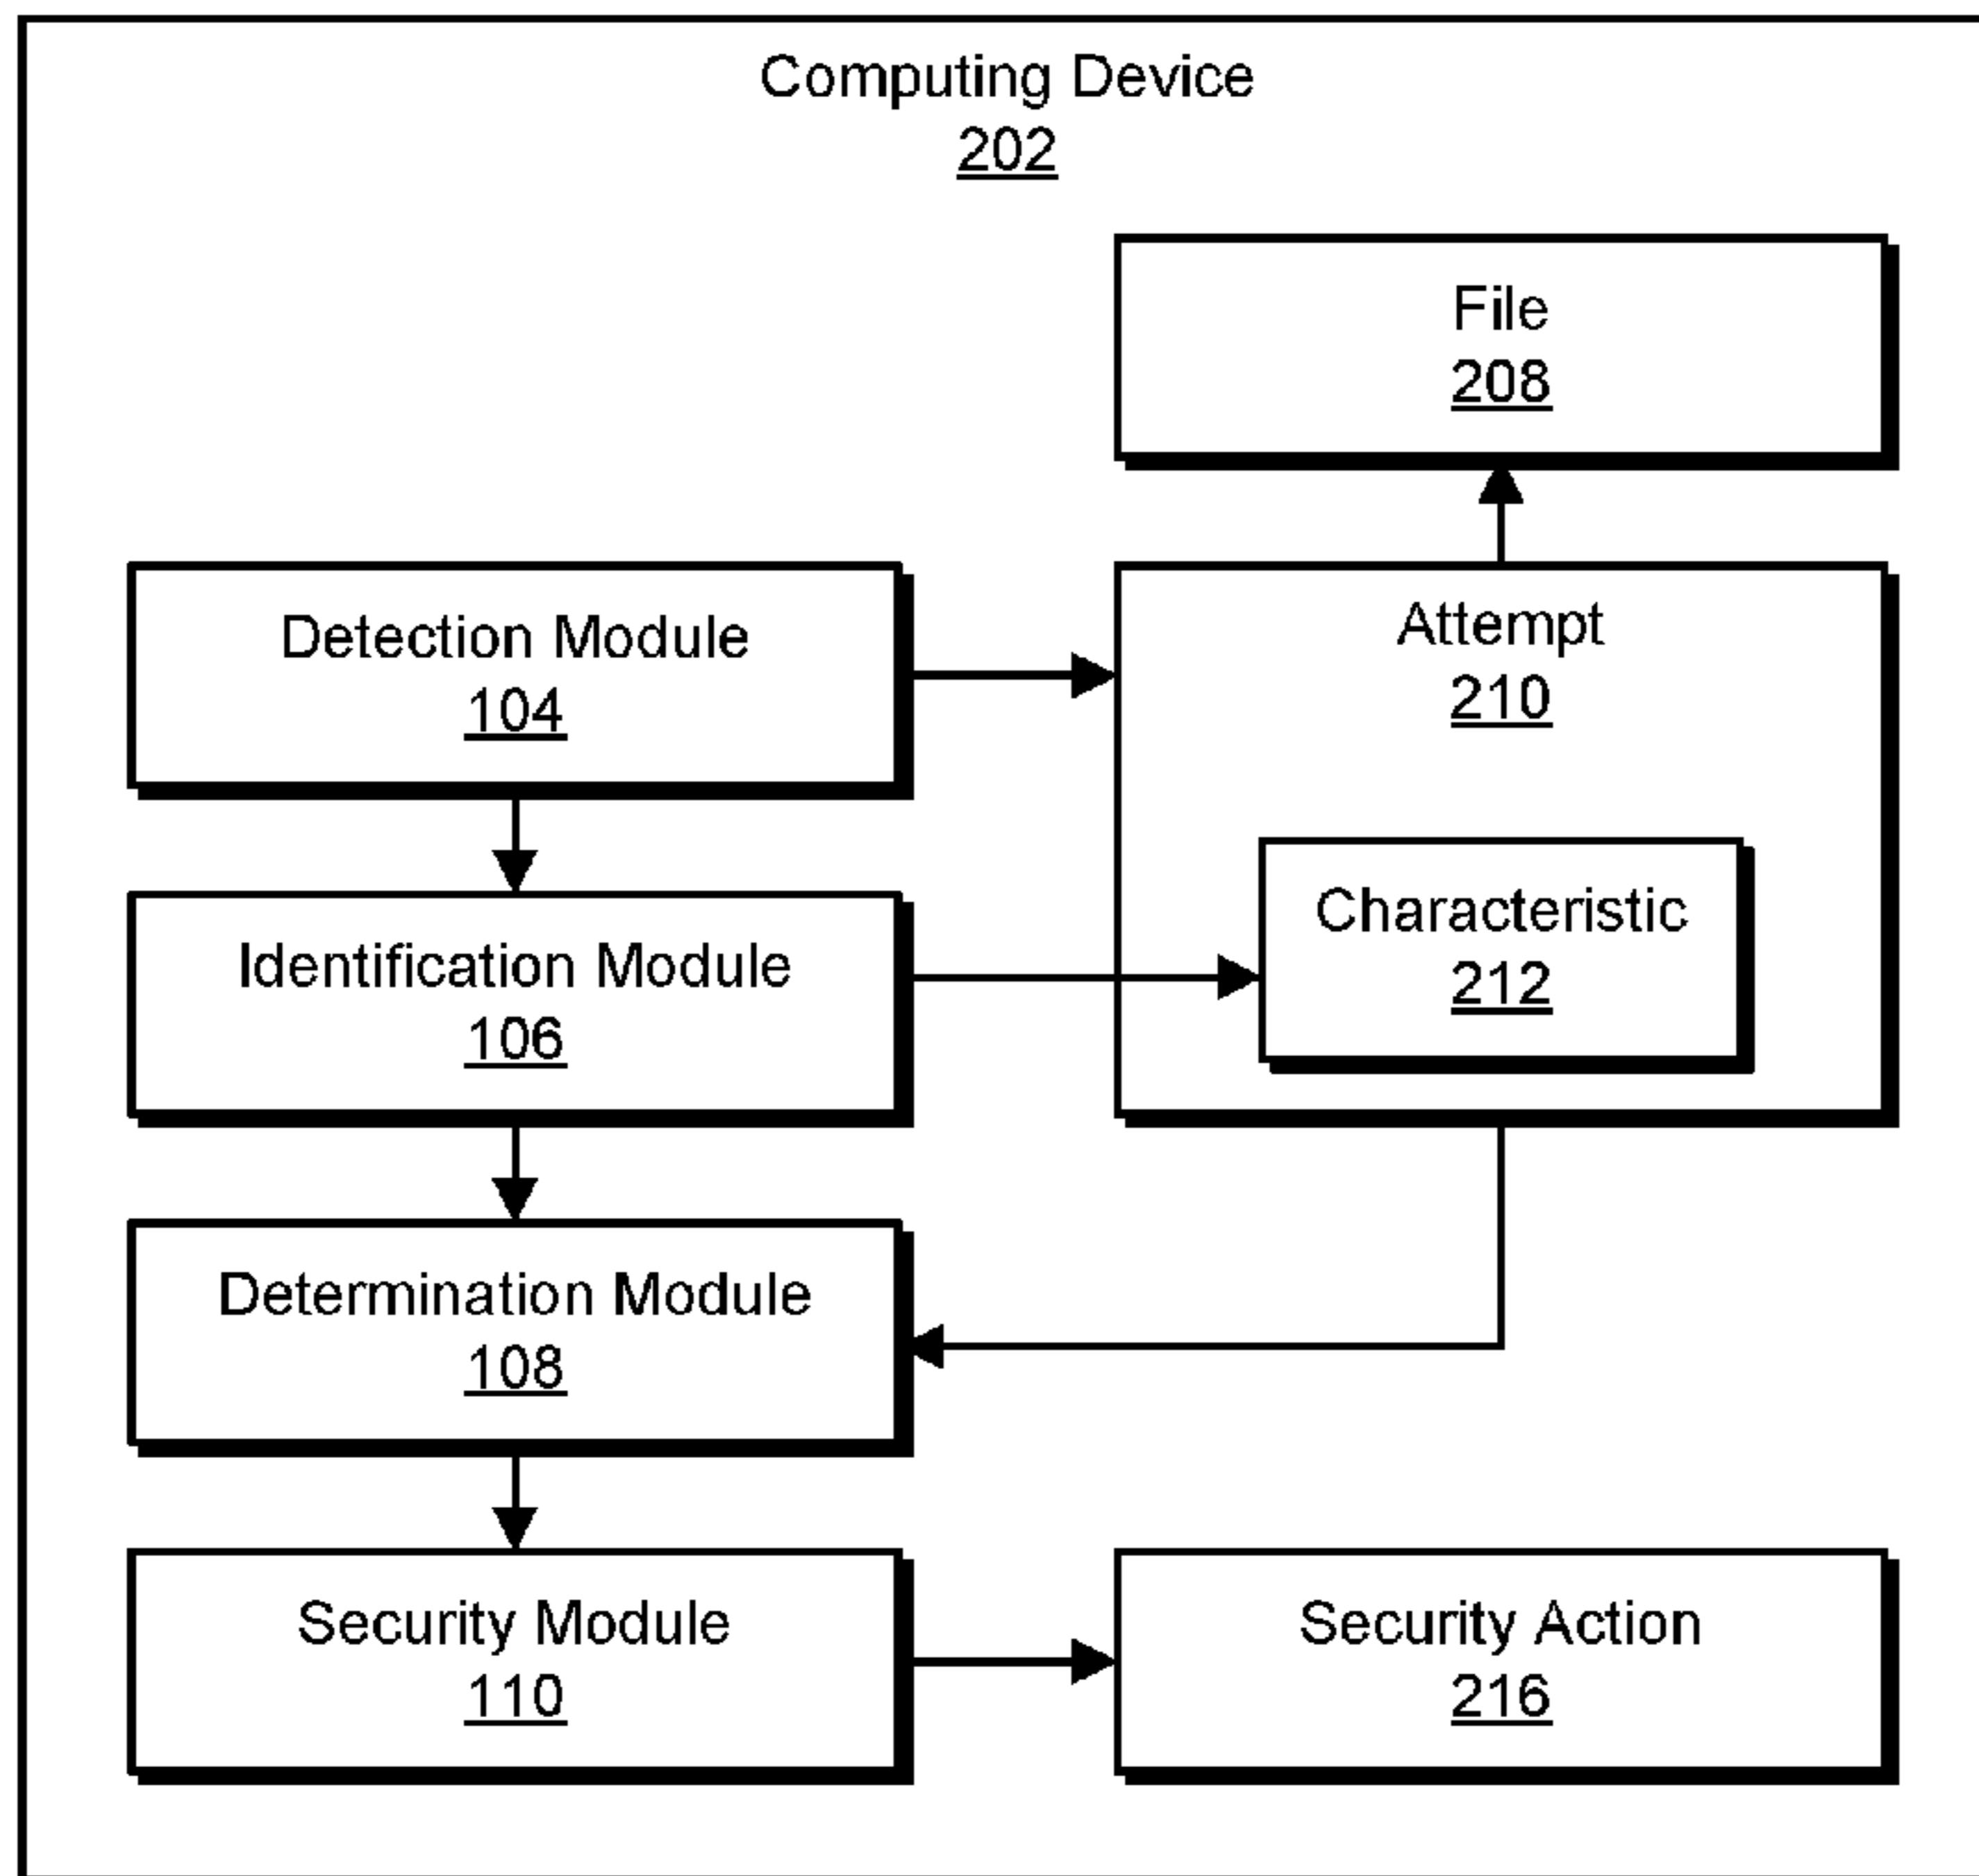 Computing Device
202
File
208
Detection Module
104
Attempt
210
Identification Module
106
Characteristic
212
Determination Module
108
Security Module
110
Security Action
216